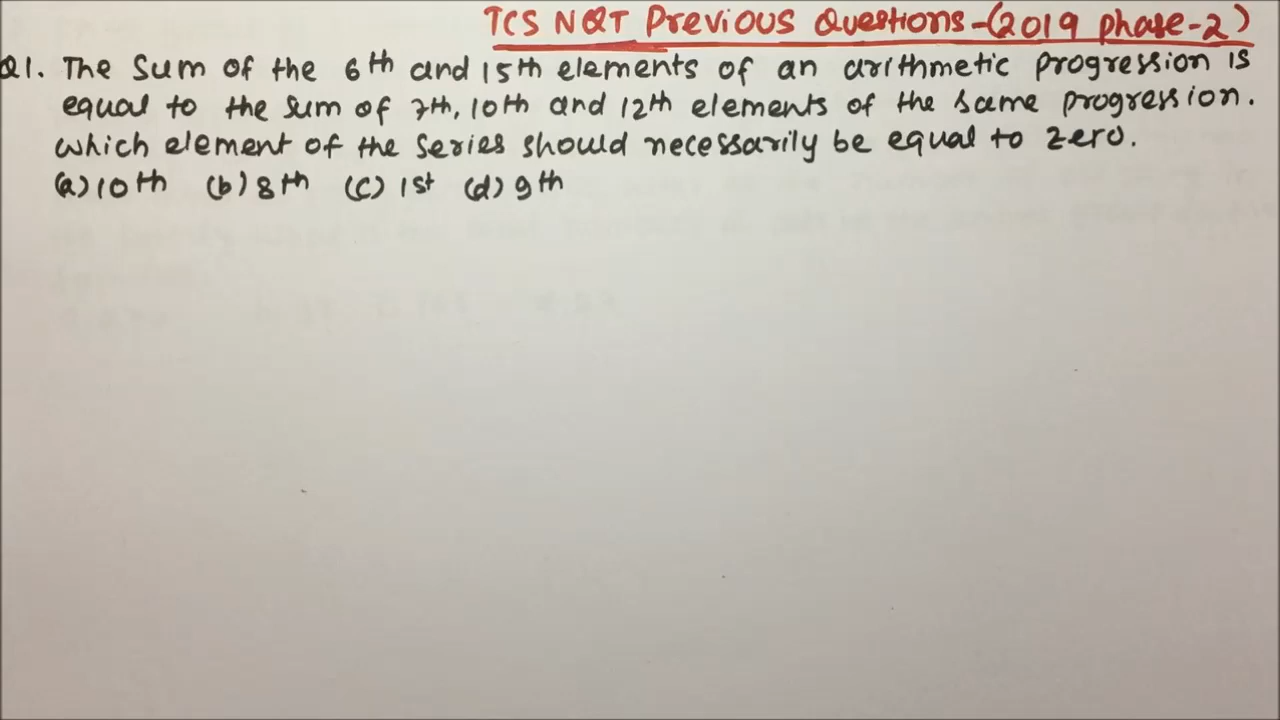 TCS NQT Previous Questions-(2019 phase-2)
Q1. The Sum of the 6th and 15th elements of an arithmetic progression is
equal to the sum of 7th, 10th and 12th elements of the same progression.
which element of the series should necessarily be equal to zero.
(a) 10th (b) 8th (c) 1st (d) 9th